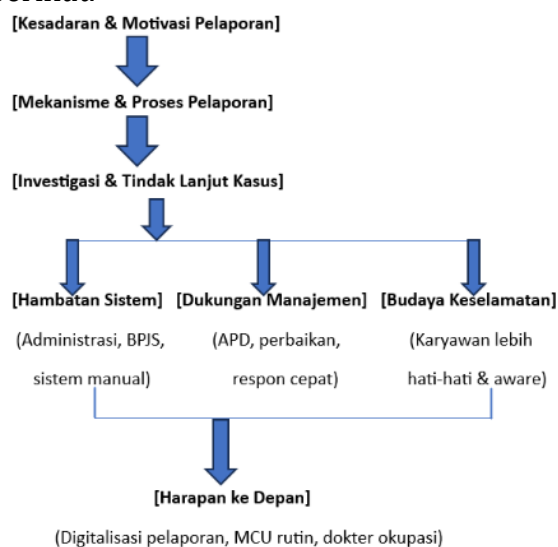 [Kesadaran & Motivasi Pelaporan]
[Mekanisme & Proses Pelaporan]
[Investigasi & Tindak Lanjut Kasus]
[Hambatan Sistem] [Dukungan Manajemen] [Budaya Keselamatan]
(Administrasi, BPJS, (APD, perbaikan, (Karyawan lebih
sistem manual) respon cepat) hati-hati & aware)
[Harapan ke Depan]
(Digitalisasi pelaporan, MCU rutin, dokter okupasi)